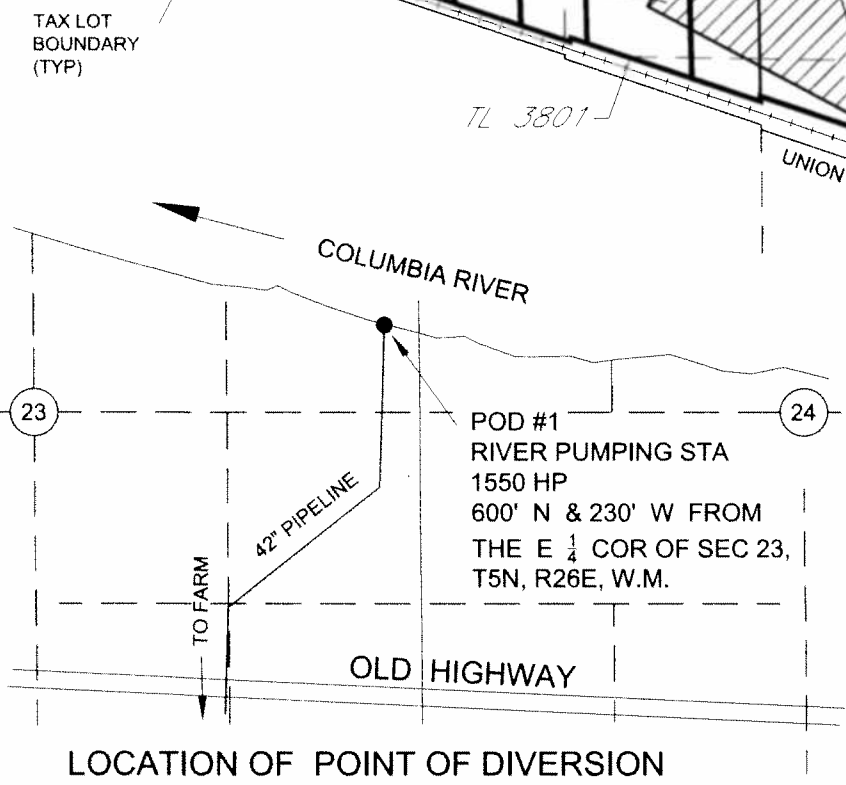 TAX LOT
BOUNDARY
(TYP)
TL 3801
UNION
COLUMBIA RIVER
23
24
POD #1
RIVER PUMPING STA
1550 HP
600' N & 230' W FROM
THE E 1/4 COR OF SEC 23,
T5N, R26E, W.M.
42" PIPELINE
TO FARM
OLD HIGHWAY
LOCATION OF POINT OF DIVERSION